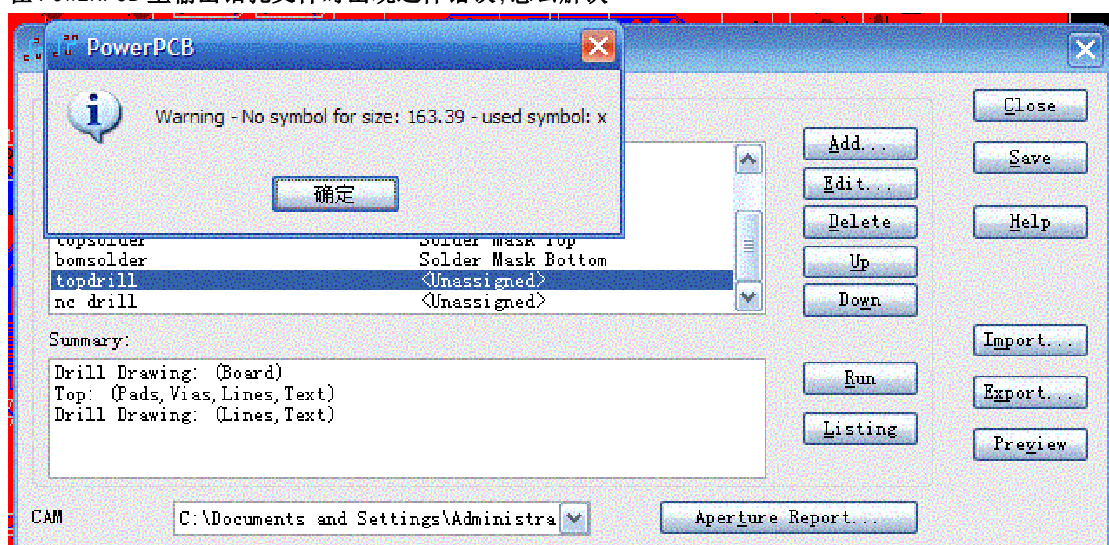 PowerPCB
Warning - No symbol for size: 163.39 - used symbol: x
确定
topsolder Solder Mask Top
bomsolder Solder Mask Bottom
topdrill <Unassigned>
nc drill <Unassigned>
Summary:
Drill Drawing: (Board)
Top: (Pads, Vias, Lines, Text)
Drill Drawing: (Lines, Text)
CAM C:\Documents and Settings\Administra
Aperture Report...
Add...
Edit...
Delete
Up
Down
Run
Listing
Close
Save
Help
Import...
Export...
Preview